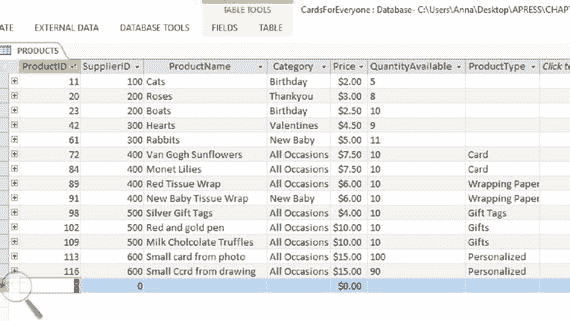 TABLE TOOLS CardsForEveryone : Database- C:\Users\Anna\Desktop\APRESS\CHAPT
ATE EXTERNAL DATA DATABASE TOOLS FIELDS TABLE
PRODUCTS
ProductID SupplierID ProductName Category Price QuantityAvailable ProductType Click to
11 100 Cats Birthday $2.00 5
20 200 Roses Thankyou $3.00 8
23 200 Boats Birthday $2.50 10
42 300 Hearts Valentines $4.50 9
61 300 Rabbits New Baby $5.00 11
72 400 Van Gogh Sunflowers All Occasions $7.50 10 Card
84 400 Monet Lilies All Occasions $7.50 10 Card
89 400 Red Tissue Wrap All Occasions $6.00 10 Wrapping Paper
91 400 New Baby Tissue Wrap New Baby $6.00 10 Wrapping Paper
98 500 Silver Gift Tags All Occasions $4.00 10 Gift Tags
102 500 Red and gold pen All Occasions $10.00 10 Gifts
109 500 Milk Cholcolate Truffles All Occasions $10.00 10 Gifts
113 600 Small card from photo All Occasions $15.00 100 Personalized
116 600 Small Ccrd from drawing All Occasions $15.00 90 Personalized
0 $0.00